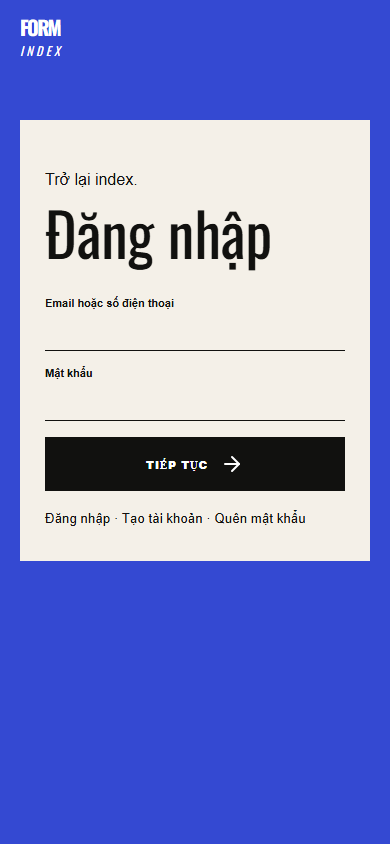 FORM
INDEX
Trở lại index.
Đăng nhập
Email hoặc số điện thoại
Mật khẩu
TIẾP TỤC
Đăng nhập · Tạo tài khoản · Quên mật khẩu